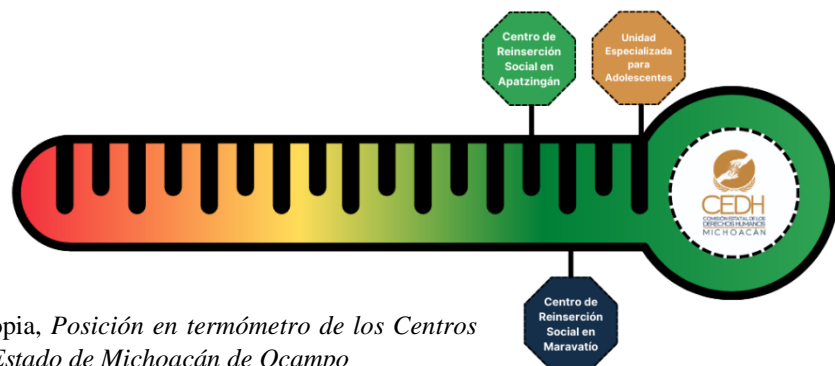 Centro de
Reinserción
Social en
Apatzingán
Unidad
Especializada
para
Adolescentes
CEDH
COMISIÓN ESTATAL DE LOS
DERECHOS HUMANOS
MICHOACÁN
Centro de
Reinserción
Social en
Maravatío
opia, Posición en termómetro de los Centros
Estado de Michoacán de Ocampo